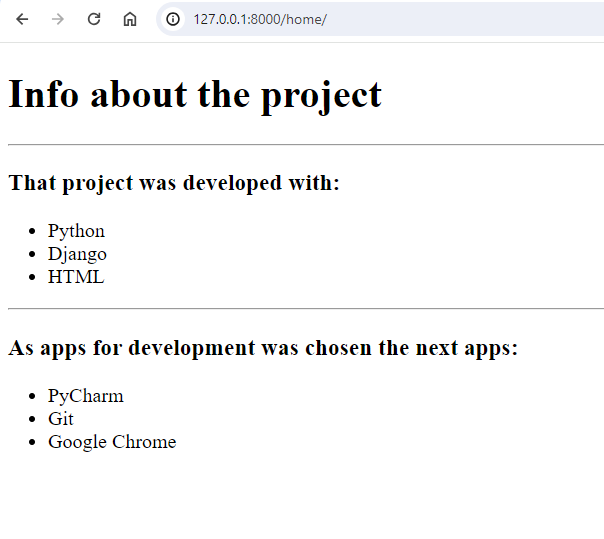 127.0.0.1:8000/home/
Info about the project
That project was developed with:
Python
Django
HTML
As apps for development was chosen the next apps:
PyCharm
Git
Google Chrome